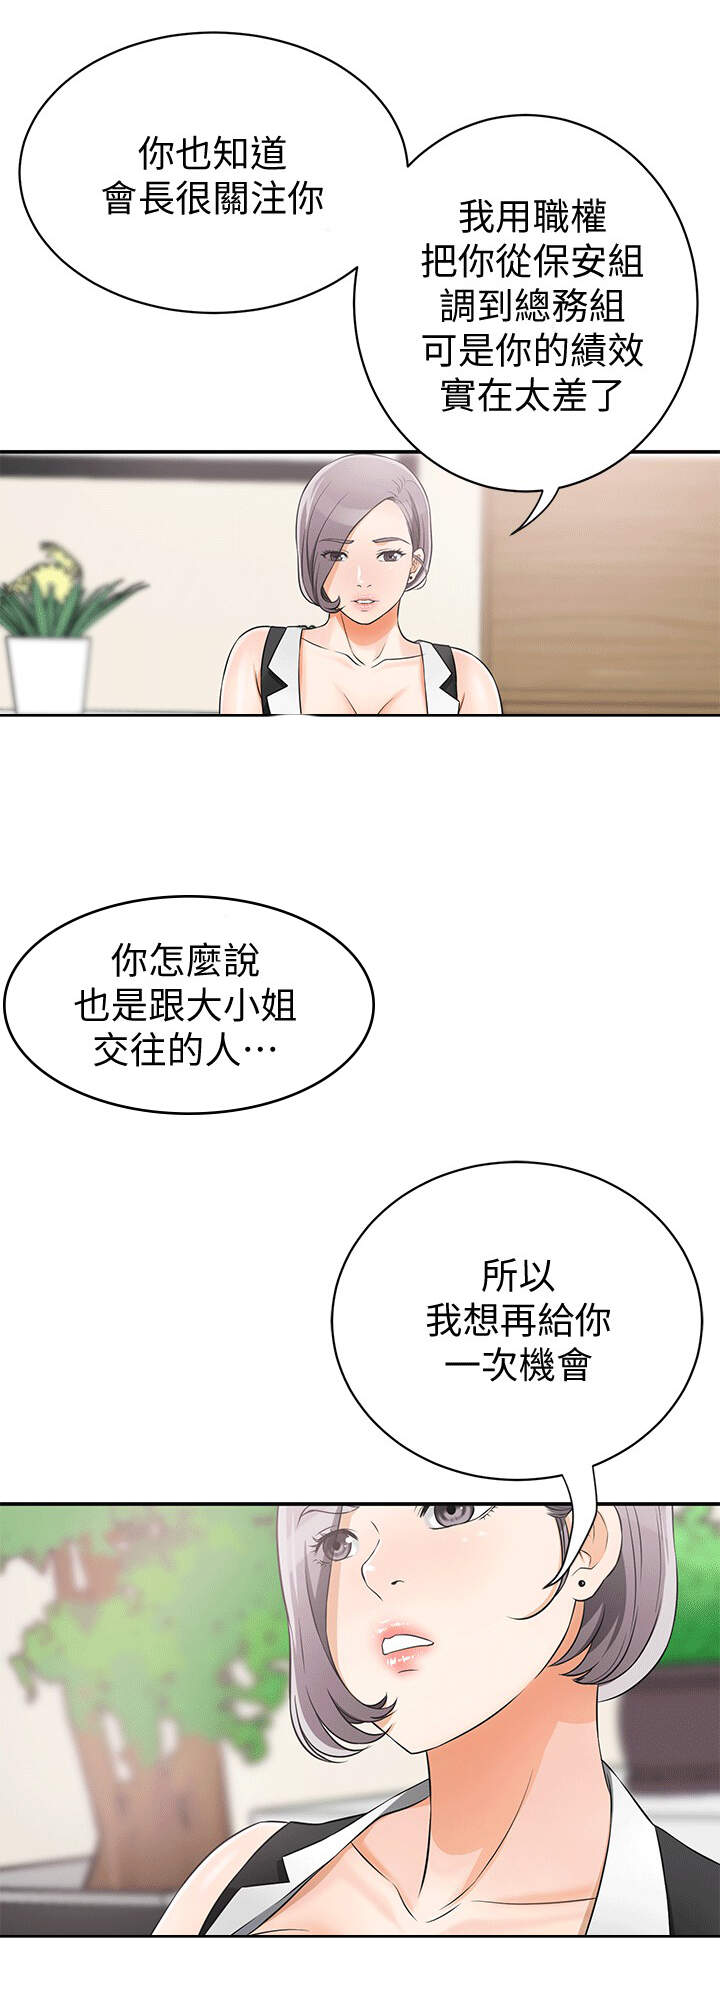 你也知道
會長很關注你
我用職權
把你從保安組
調到總務組
可是你的績效
實在太差了
你怎麼說
也是跟大小姐
交往的人⋯
所以
我想再給你
一次機會